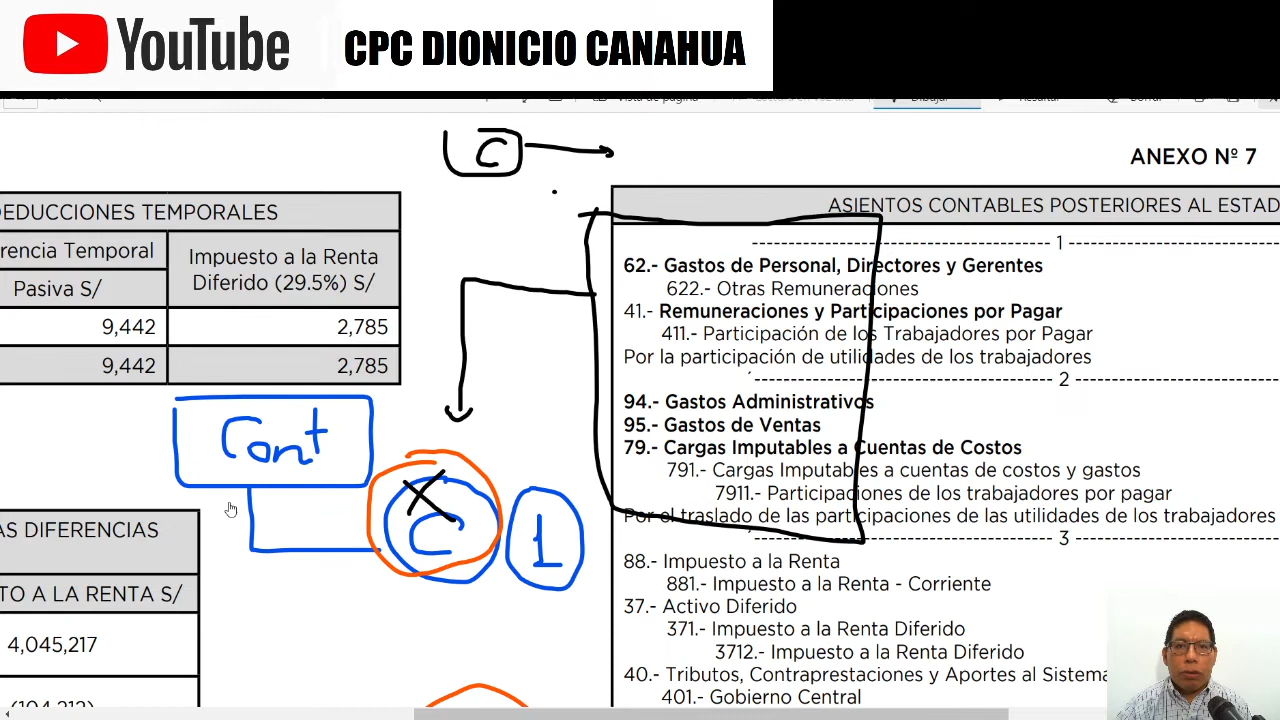 YouTube CPC DIONICIO CANAHUA
C
ANEXO Nº 7
DEDUCCIONES TEMPORALES
Temporal
Impuesto a la Renta
Diferido (29.5%) S/
Pasiva S/
9,442 2,785
9,442 2,785
Cont
C 1
AS DIFERENCIAS
TO A LA RENTA S/
4,045,217
ASIENTOS CONTABLES POSTERIORES AL ESTAD
1
62.- Gastos de Personal, Directores y Gerentes
622.- Otras Remuneraciones
41.- Remuneraciones y Participaciones por Pagar
411.- Participación de los Trabajadores por Pagar
Por la participación de utilidades de los trabajadores
2
94.- Gastos Administrativos
95.- Gastos de Ventas
79.- Cargas Imputables a Cuentas de Costos
791.- Cargas Imputables a cuentas de costos y gastos
7911.- Participaciones de los trabajadores por pagar
Por el traslado de las participaciones de las utilidades de los trabajadores
3
88.- Impuesto a la Renta
881.- Impuesto a la Renta - Corriente
37.- Activo Diferido
371.- Impuesto a la Renta Diferido
3712.- Impuesto a la Renta Diferido
40.- Tributos, Contraprestaciones y Aportes al Sistema
401.- Gobierno Central